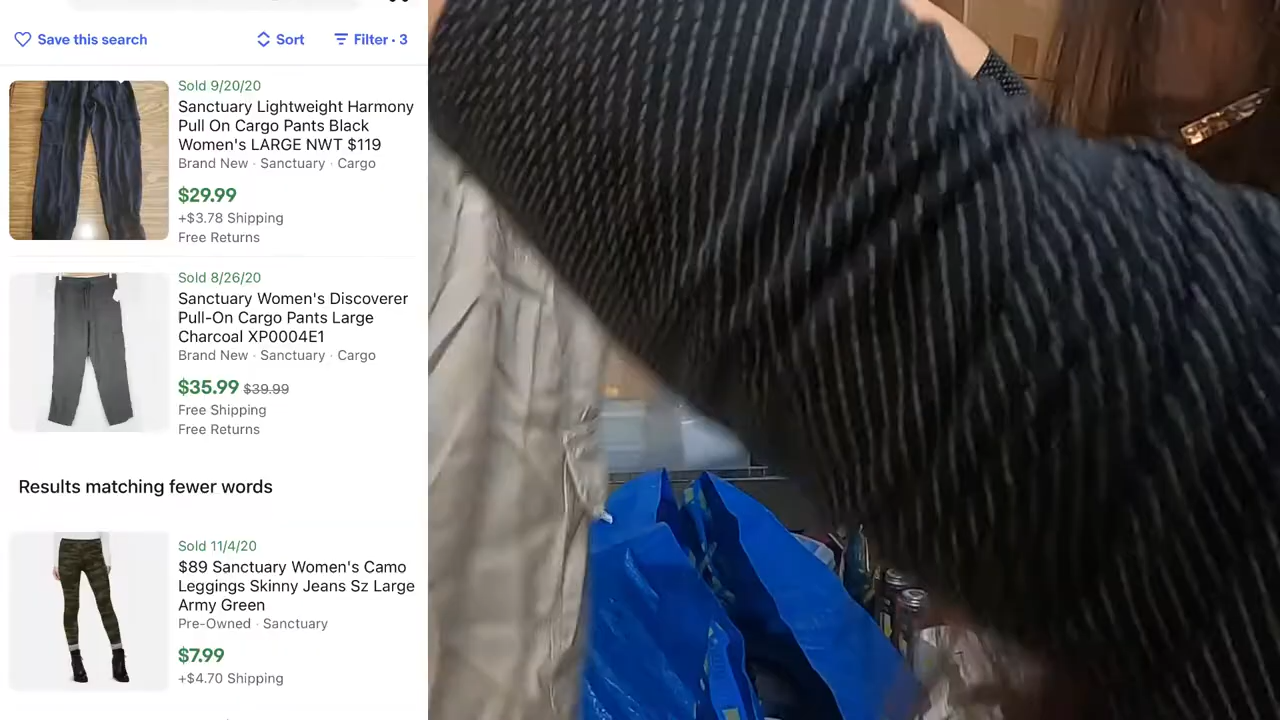 Save this search
Sort
Filter · 3
Sold 9/20/20
Sanctuary Lightweight Harmony
Pull On Cargo Pants Black
Women's LARGE NWT $119
Brand New · Sanctuary · Cargo
$29.99
+$3.78 Shipping
Free Returns
Sold 8/26/20
Sanctuary Women's Discoverer
Pull-On Cargo Pants Large
Charcoal XP0004E1
Brand New · Sanctuary · Cargo
$35.99 $39.99
Free Shipping
Free Returns
Results matching fewer words
Sold 11/4/20
$89 Sanctuary Women's Camo
Leggings Skinny Jeans Sz Large
Army Green
Pre-Owned · Sanctuary
$7.99
+$4.70 Shipping